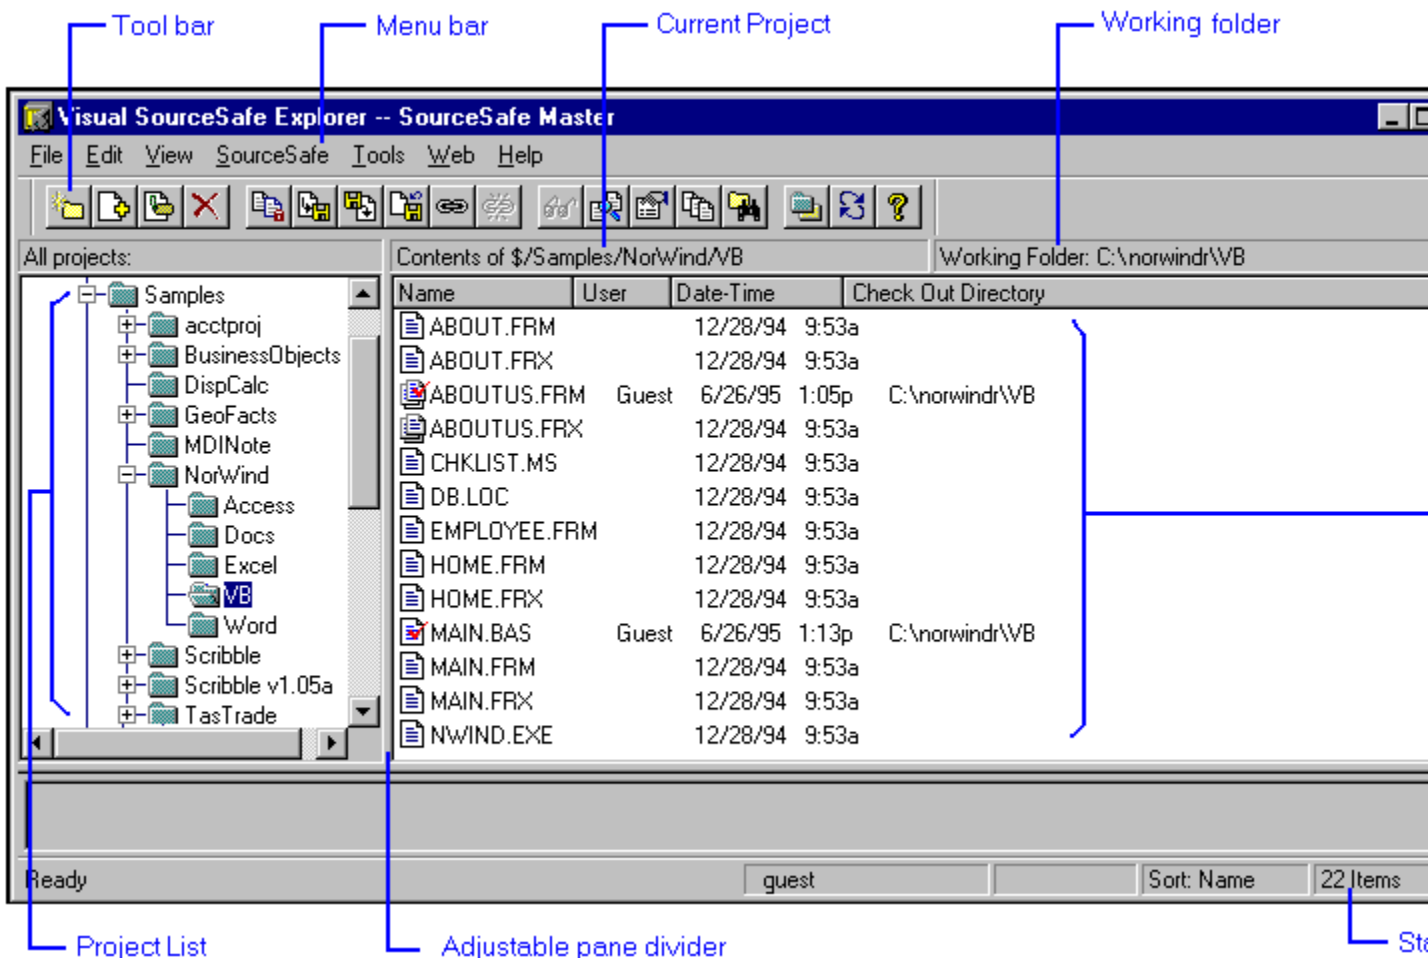 Tool bar
Menu bar
Current Project
Working folder
Visual SourceSafe Explorer -- SourceSafe Master
File Edit View SourceSafe Tools Web Help
All projects:
Contents of $/Samples/NorWind/VB
Working Folder: C:\norwindr\VB
Samples
acctproj
BusinessObjects
DispCalc
GeoFacts
MDINote
NorWind
Access
Docs
Excel
VB
Word
Scribble
Scribble v1.05a
TasTrade
Name User Date-Time Check Out Directory
ABOUT.FRM 12/28/94 9:53a
ABOUT.FRX 12/28/94 9:53a
ABOUTUS.FRM Guest 6/26/95 1:05p C:\norwindr\VB
ABOUTUS.FRX 12/28/94 9:53a
CHKLIST.MS 12/28/94 9:53a
DB.LOC 12/28/94 9:53a
EMPLOYEE.FRM 12/28/94 9:53a
HOME.FRM 12/28/94 9:53a
HOME.FRX 12/28/94 9:53a
MAIN.BAS Guest 6/26/95 1:13p C:\norwindr\VB
MAIN.FRM 12/28/94 9:53a
MAIN.FRX 12/28/94 9:53a
NWIND.EXE 12/28/94 9:53a
Ready
guest
Sort: Name
22 Items
Project List
Adjustable pane divider